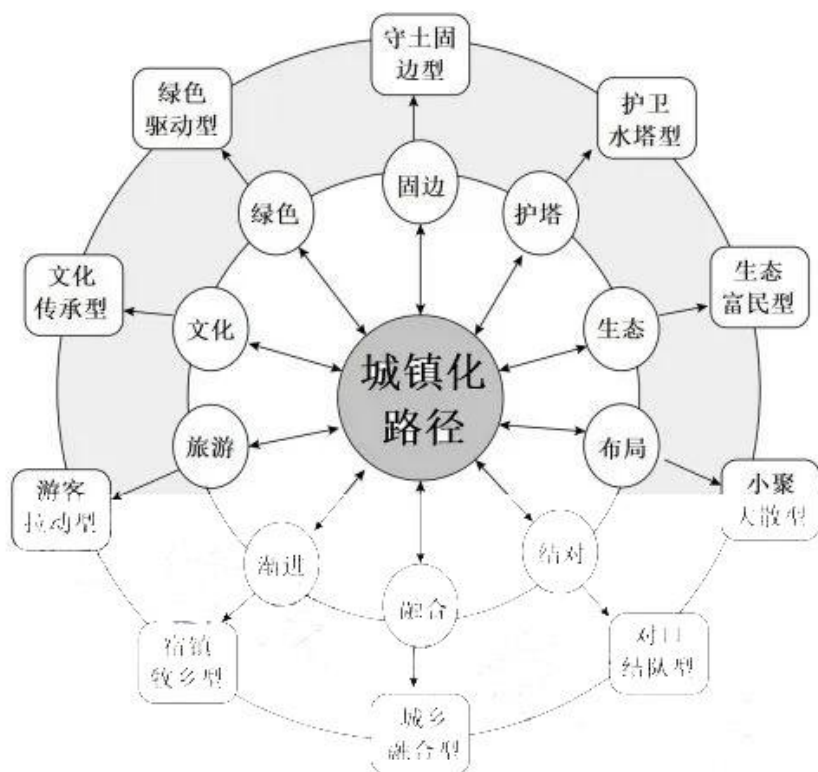 守土固
边型
绿色
驱动型
护卫
水塔型
固边
绿色
护塔
文化
传承型
生态
富民型
文化
生态
城镇化
路径
旅游
布局
游客
拉动型
小聚
大散型
渐进
结对
融合
宿镇
牧乡型
对口
结队型
城乡
融合型